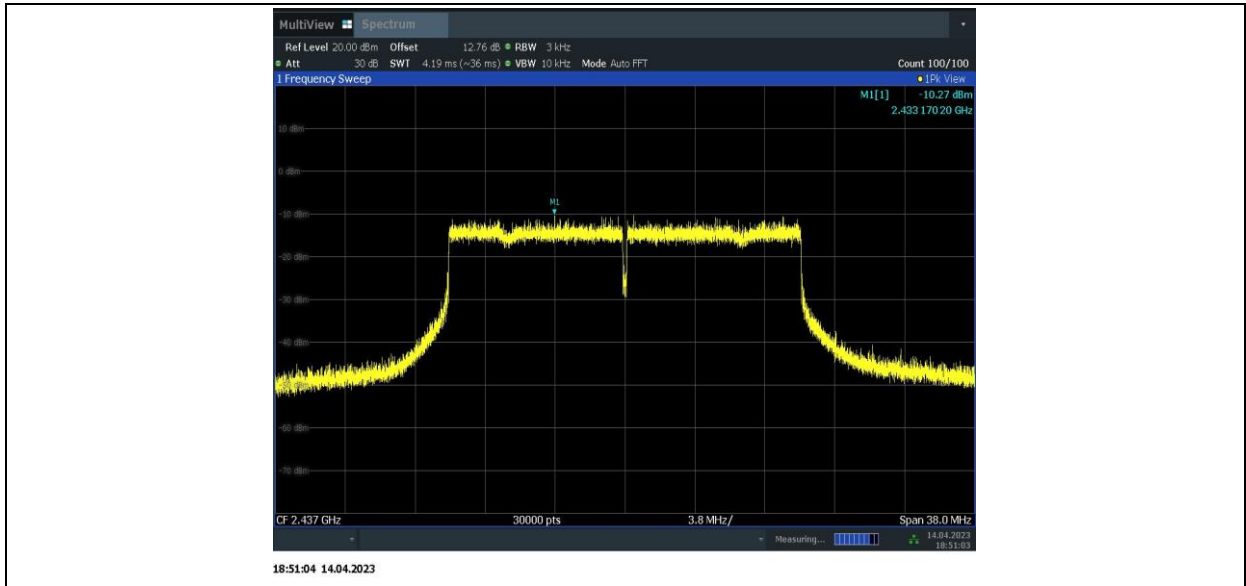 MultiView Spectrum
Ref Level 20.00 dBm Offset 12.76 dB RBW 3 kHz
Att 30 dB SWT 4.19 ms (~36 ms) VBW 10 kHz Mode Auto FFT Count 100/100
1 Frequency Sweep 1Pk View
M1[1] -10.27 dBm
2.433 170 20 GHz
10 dBm
0 dBm
M1
-10 dBm
-20 dBm
-30 dBm
-40 dBm
-60 dBm
-70 dBm
CF 2.437 GHz 30000 pts 3.8 MHz/ Span 38.0 MHz
Measuring... 14.04.2023
18:51:03
18:51:04 14.04.2023